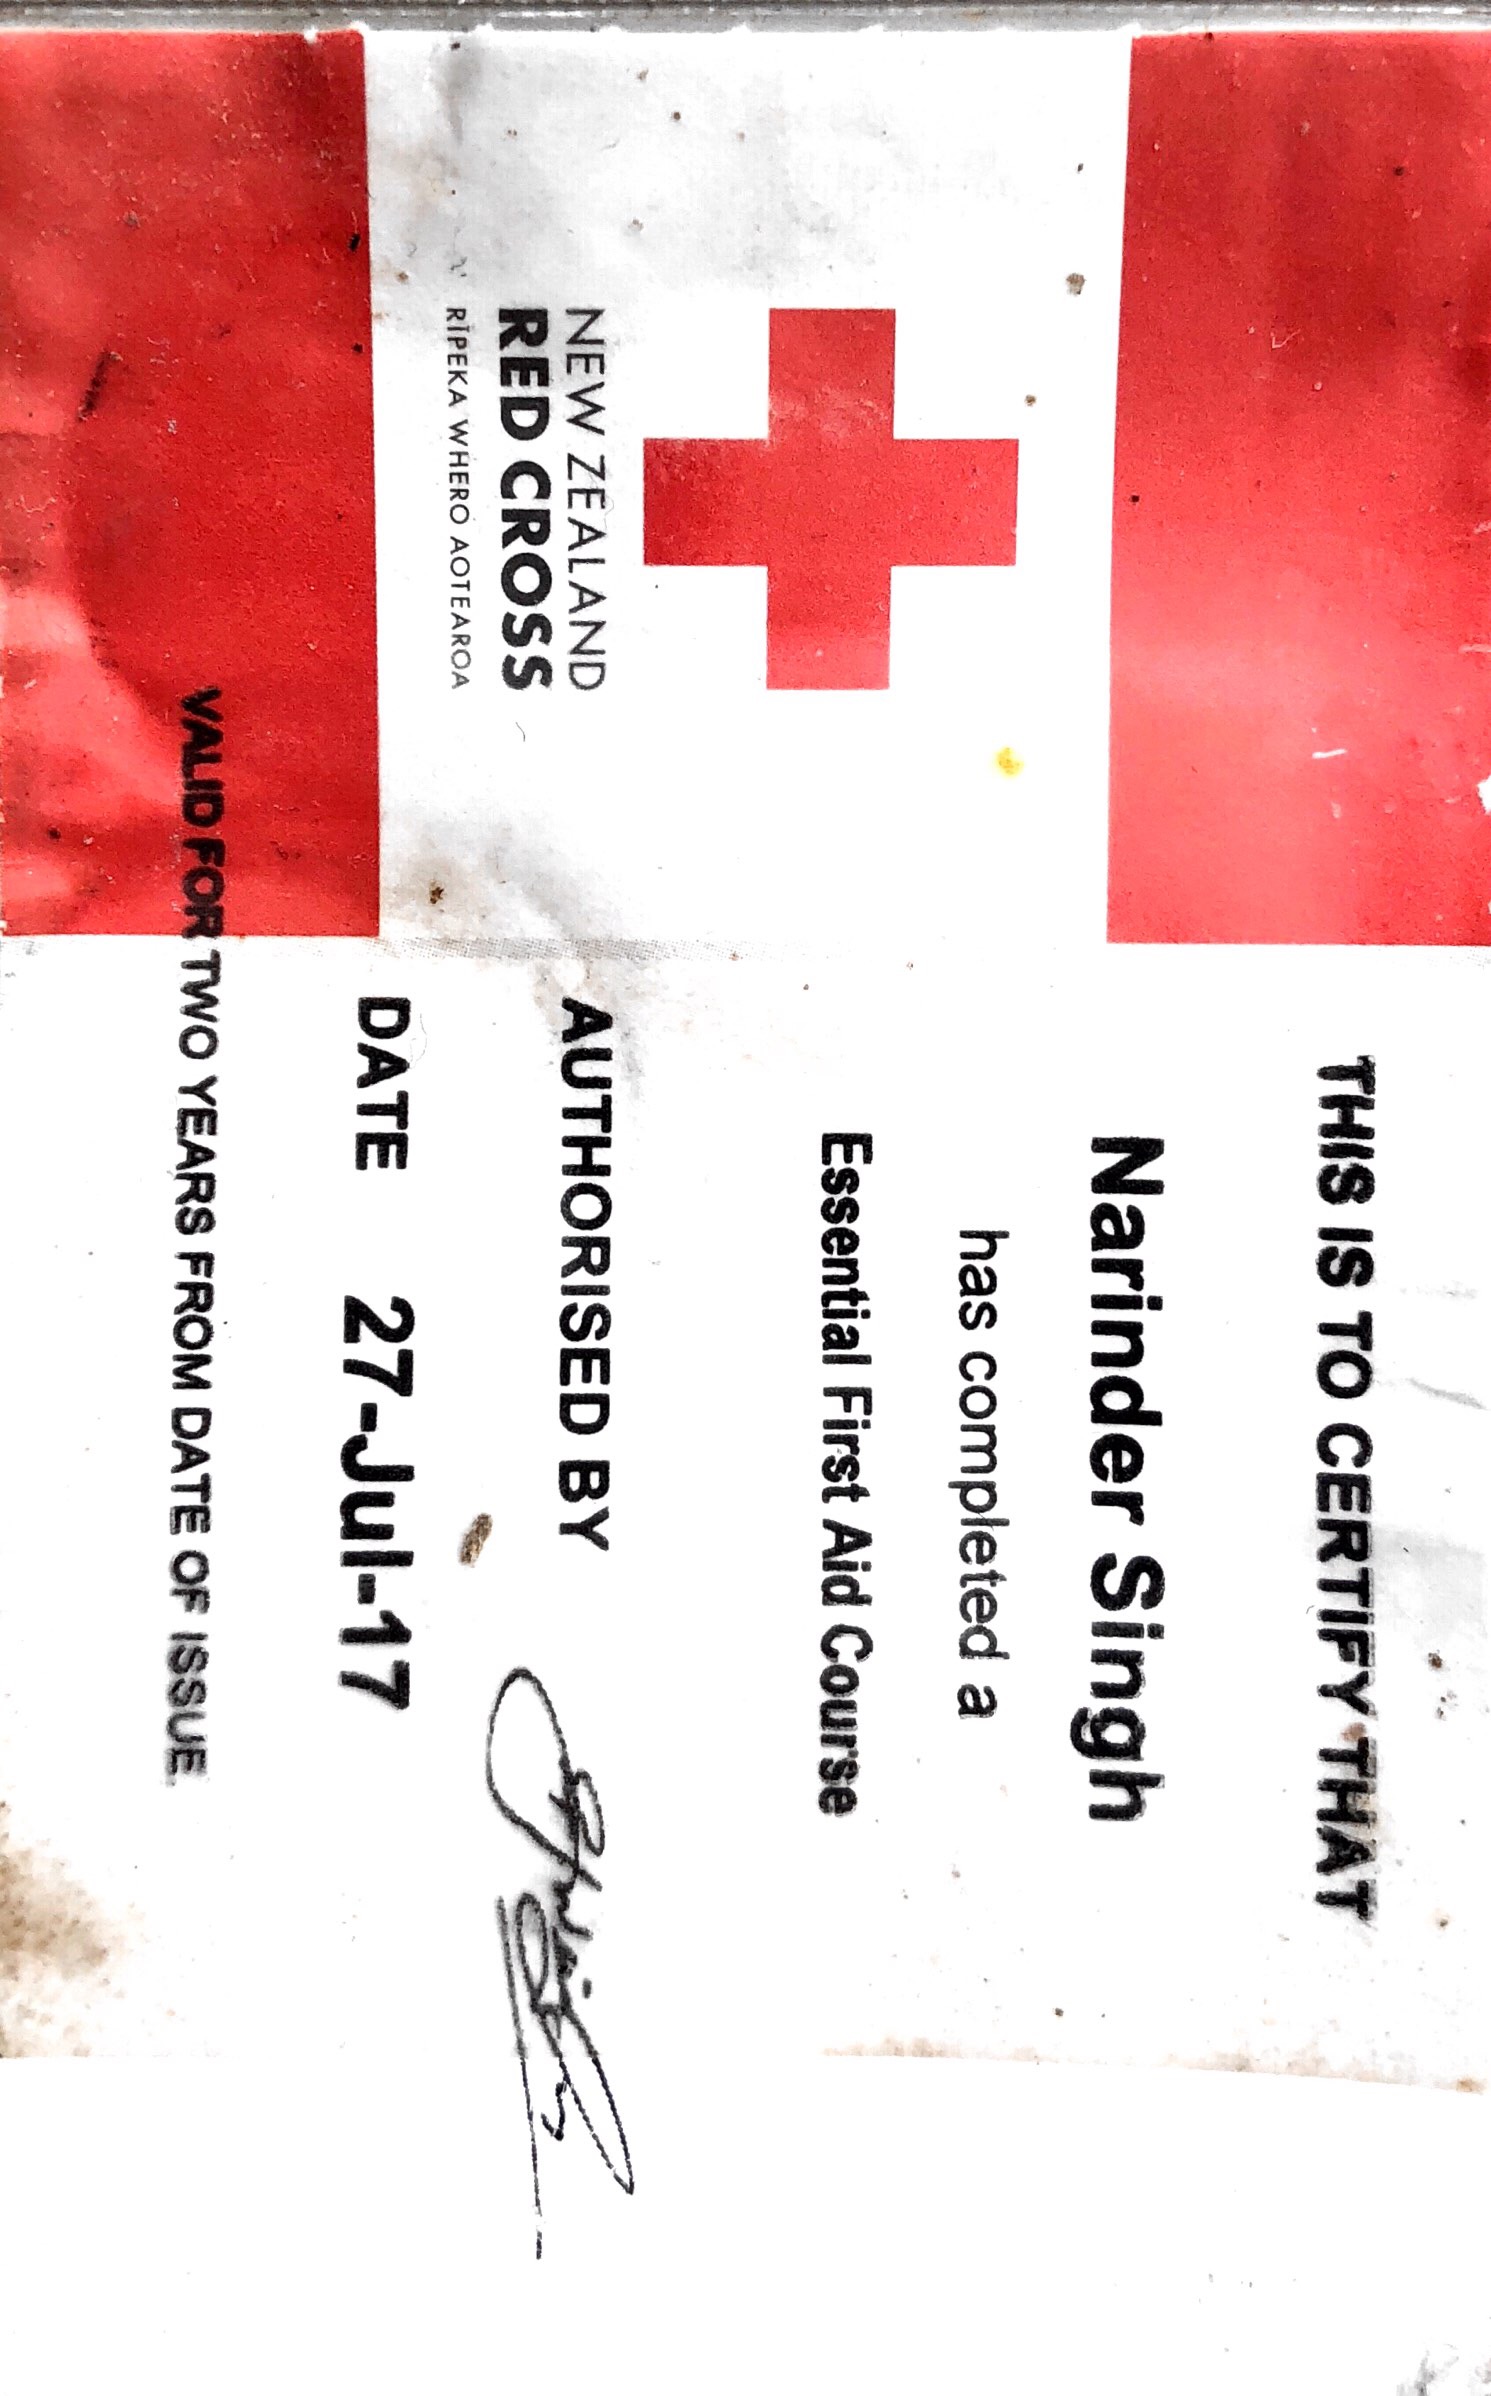 NEW ZEALAND
RED CROSS
RĪPEKA WHERO AOTEAROA
THIS IS TO CERTIFY THAT
Narinder Singh
has completed a
Essential First Aid Course
AUTHORISED BY
DATE 27-Jul-17
VALID FOR TWO YEARS FROM DATE OF ISSUE